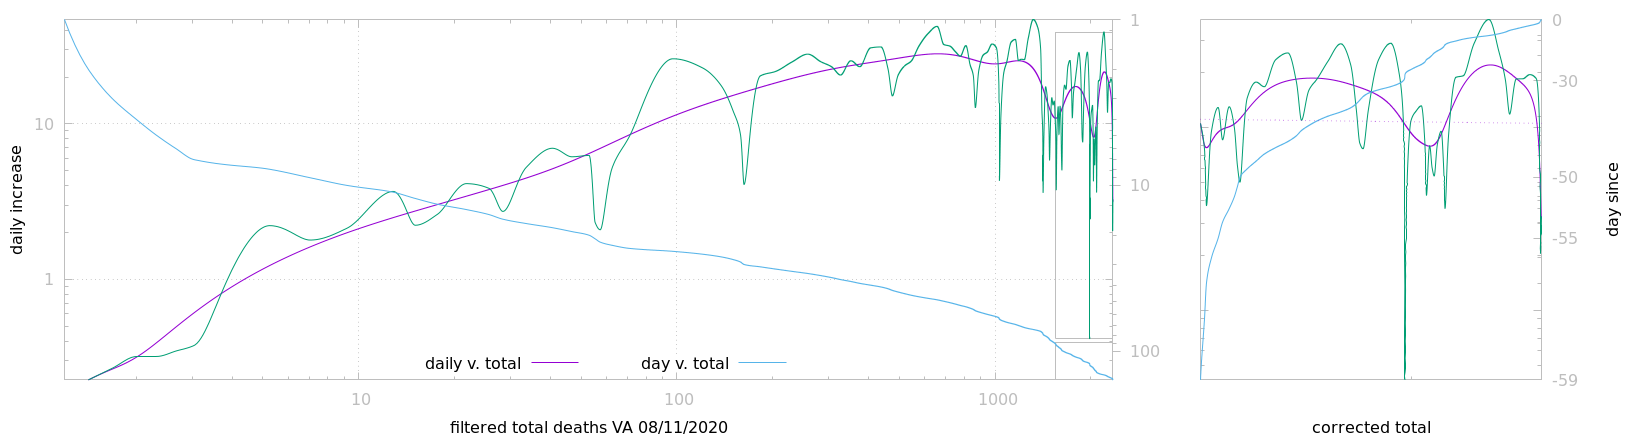 1
0
-30
10
daily increase
10
-50
day since
-55
1
daily v. total
day v. total
100
-59
10
100
1000
filtered total deaths VA 08/11/2020
corrected total